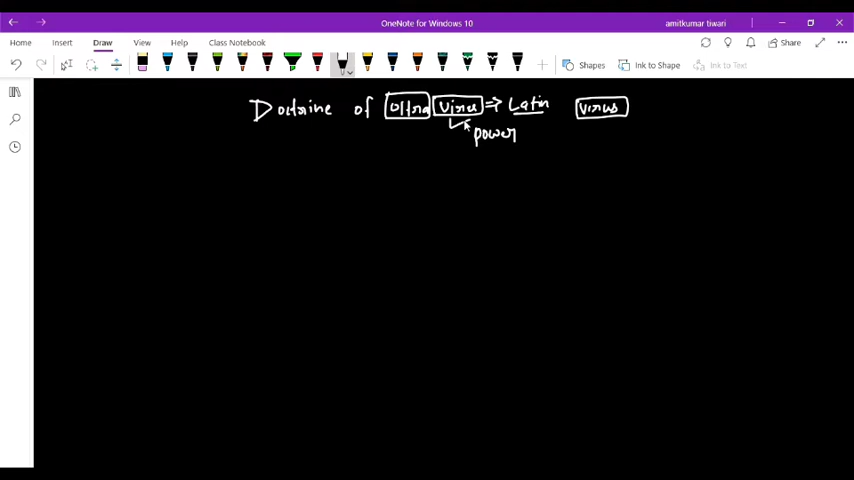 OneNote for Windows 10
amitkumar tiwari
Home Insert Draw View Help Class Notebook
Share
Shapes Ink to Shape Ink to Text
Doctrine of Ultra Virus ⇒ Latin Virus
power